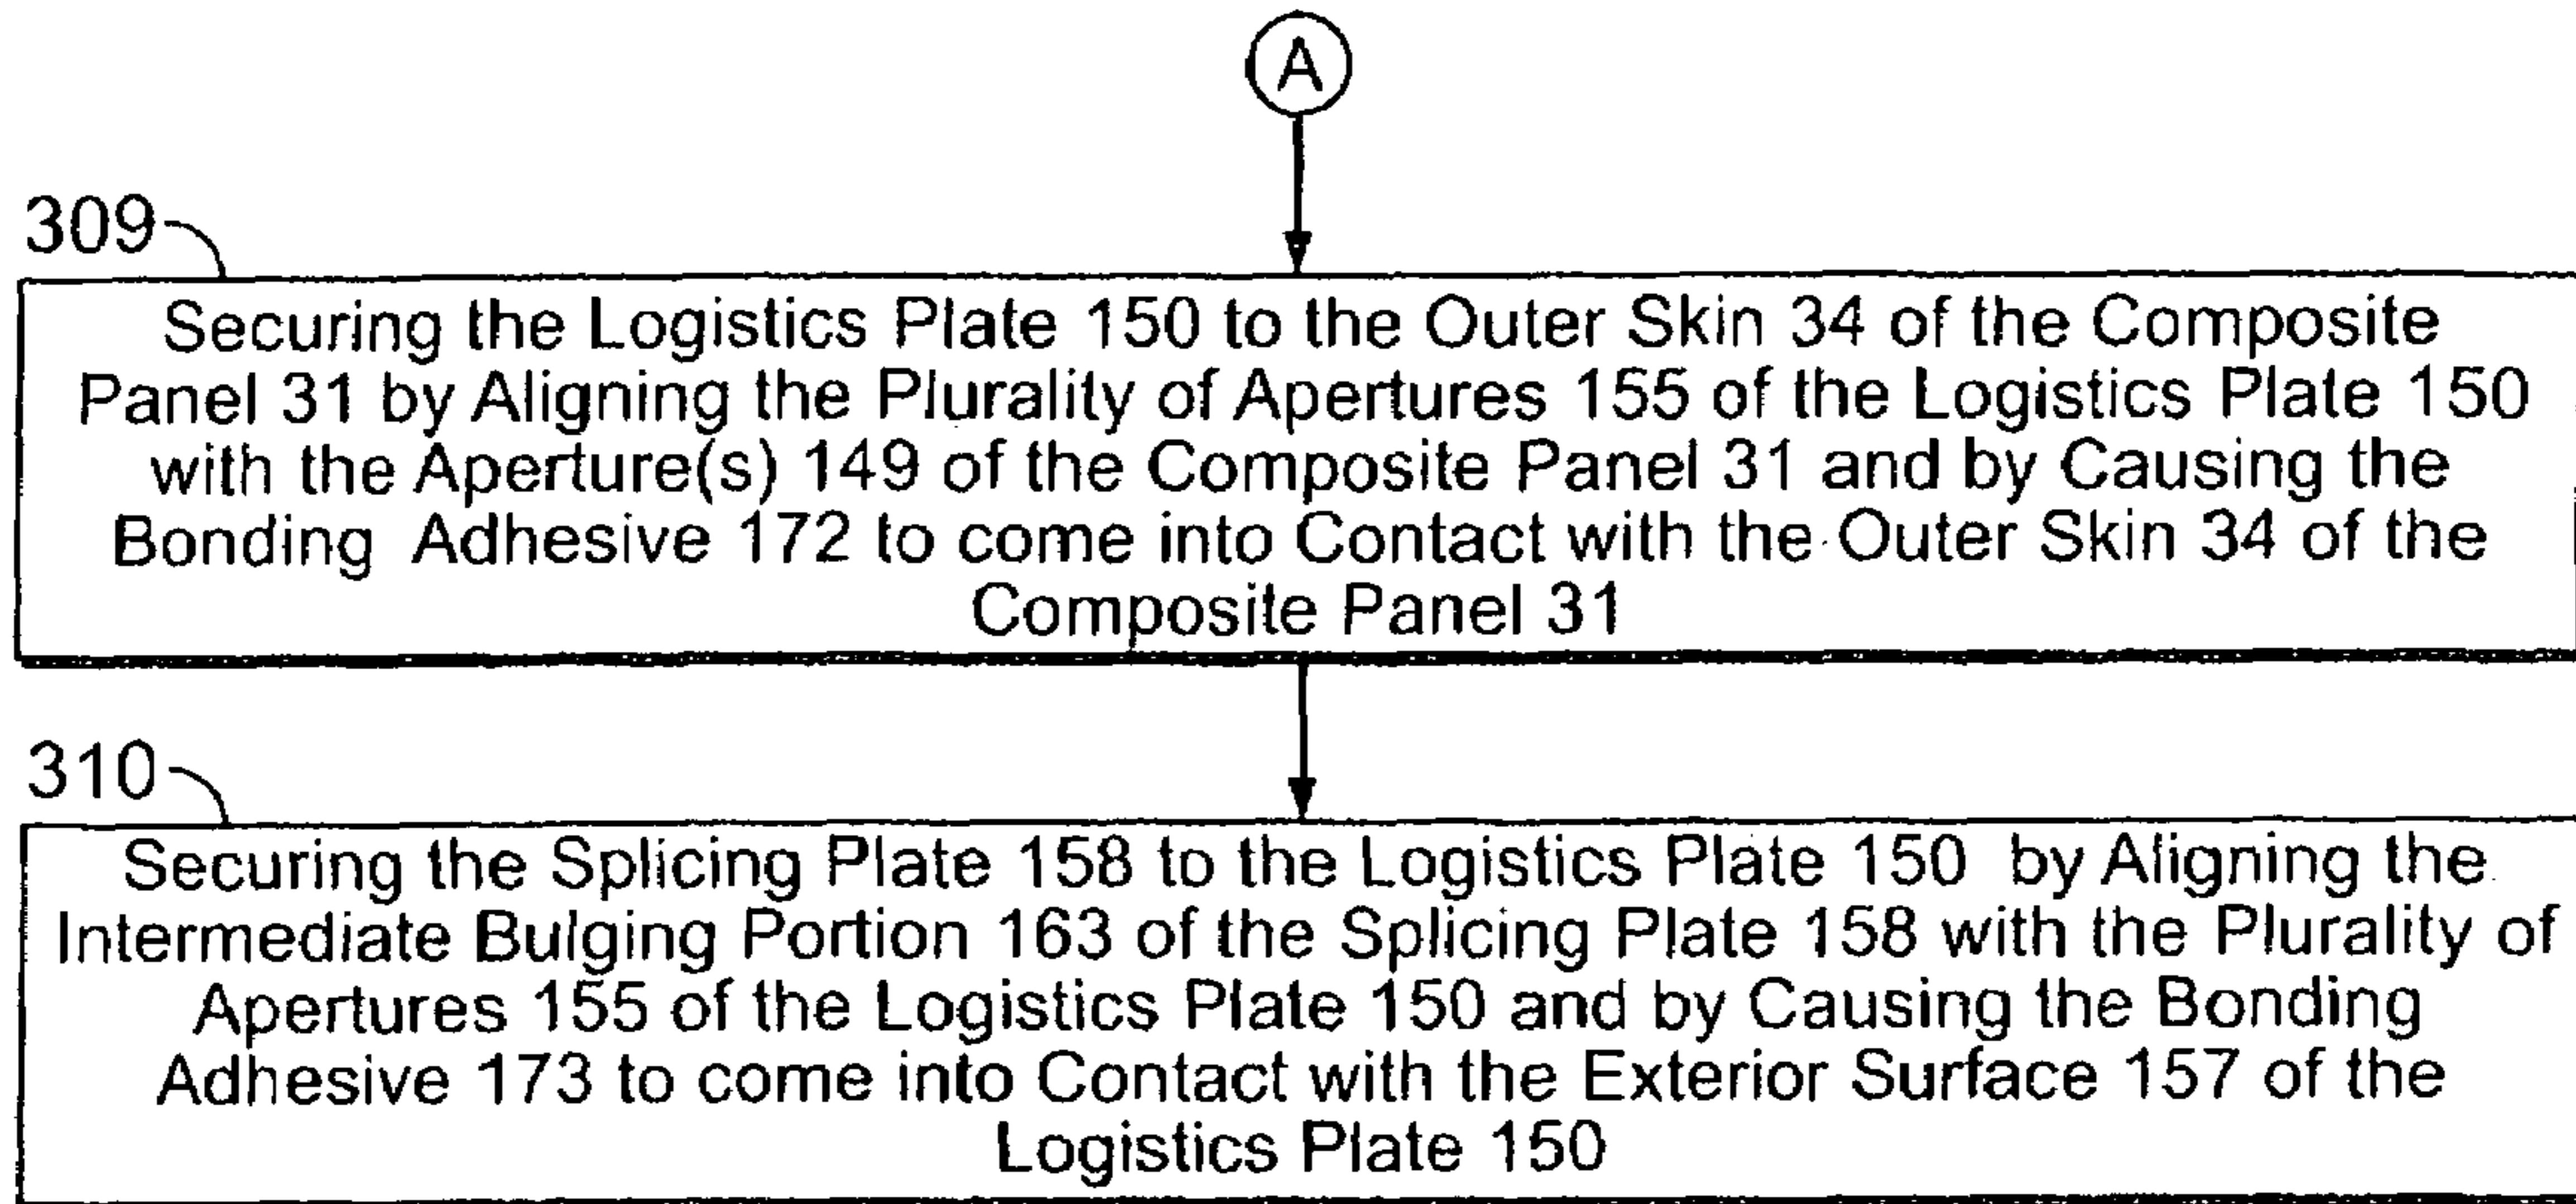 A
309
Securing the Logistics Plate 150 to the Outer Skin 34 of the Composite
Panel 31 by Aligning the Plurality of Apertures 155 of the Logistics Plate 150
with the Aperture(s) 149 of the Composite Panel 31 and by Causing the
Bonding Adhesive 172 to come into Contact with the Outer Skin 34 of the
Composite Panel 31
310
Securing the Splicing Plate 158 to the Logistics Plate 150 by Aligning the
Intermediate Bulging Portion 163 of the Splicing Plate 158 with the Plurality of
Apertures 155 of the Logistics Plate 150 and by Causing the Bonding
Adhesive 173 to come into Contact with the Exterior Surface 157 of the
Logistics Plate 150